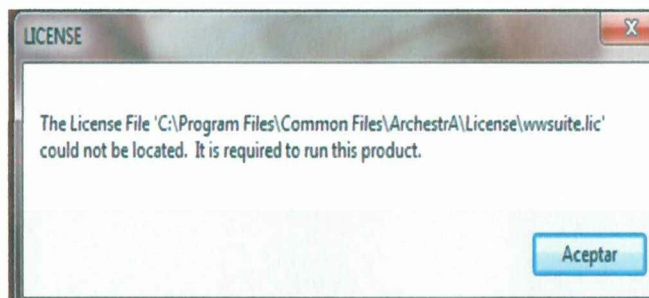 LICENSE
X
The License File 'C:\Program Files\Common Files\ArchestrA\License\wwsuite.lic'
could not be located.  It is required to run this product.
Aceptar